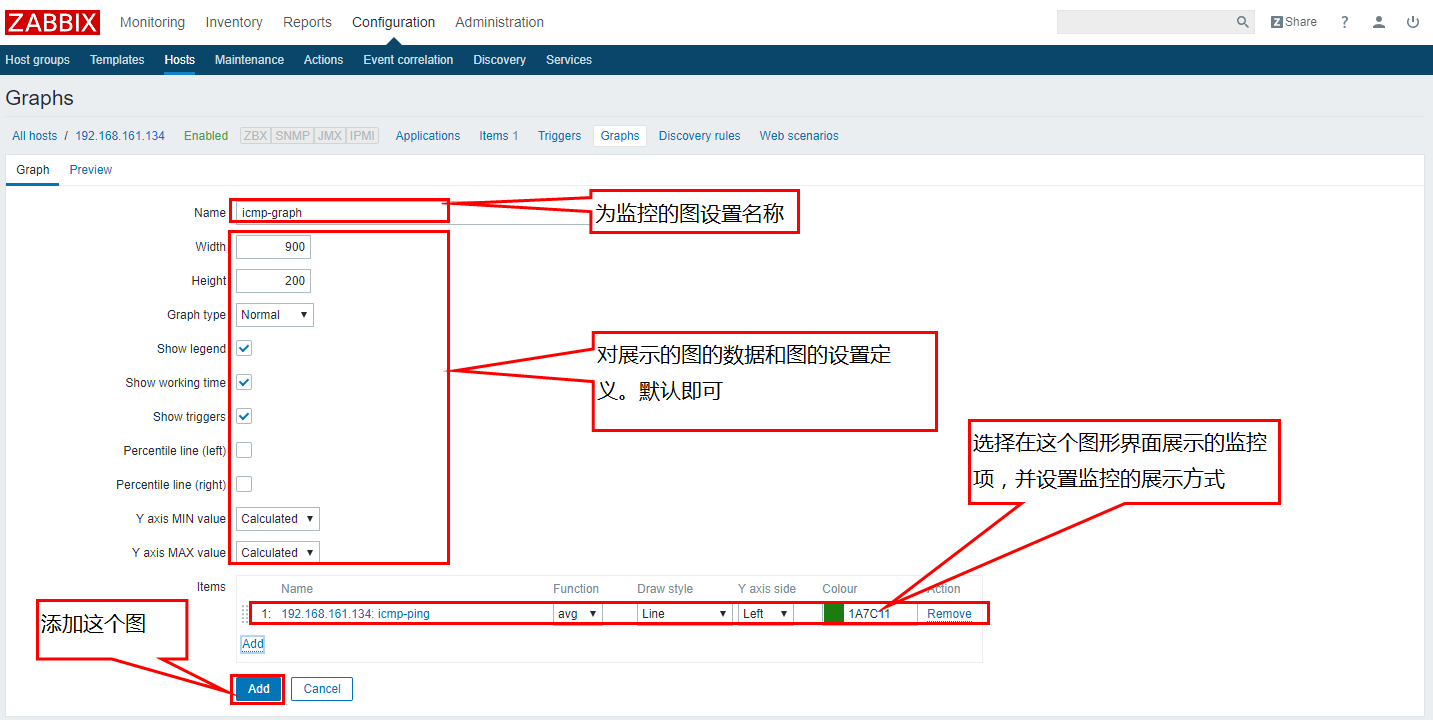 ZABBIX Monitoring Inventory Reports Configuration Administration Z Share ?
Host groups Templates Hosts Maintenance Actions Event correlation Discovery Services
Graphs
All hosts / 192.168.161.134 Enabled ZBX SNMP JMX IPMI Applications Items 1 Triggers Graphs Discovery rules Web scenarios
Graph Preview
Name icmp-graph
为监控的图设置名称
Width 900
Height 200
Graph type Normal
Show legend
Show working time
Show triggers
Percentile line (left)
Percentile line (right)
Y axis MIN value Calculated
Y axis MAX value Calculated
对展示的图的数据和图的设置定
义。默认即可
选择在这个图形界面展示的监控
项，并设置监控的展示方式
Items Name Function Draw style Y axis side Colour Action
1: 192.168.161.134: icmp-ping avg Line Left 1A7C11 Remove
Add
添加这个图
Add Cancel